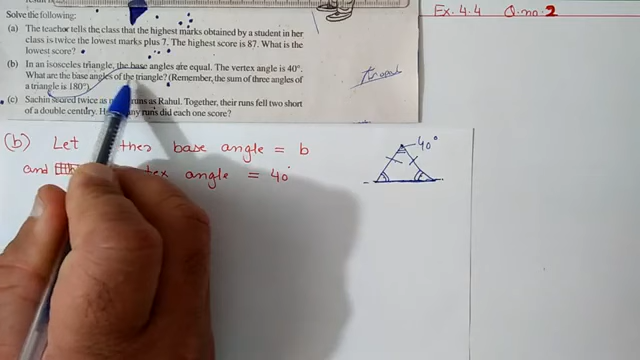 Ex. 4.4 Q. no. 2
Solve the following:
(a) The teacher tells the class that the highest marks obtained by a student in her
class is twice the lowest marks plus 7. The highest score is 87. What is the
lowest score?
(b) In an isosceles triangle, the base angles are equal. The vertex angle is 40°.
What are the base angles of the triangle? (Remember, the sum of three angles of
a triangle is 180°).
(c) Sachin scored twice as runs as Rahul. Together, their runs fell two short
of a double century. How many runs did each one score?
(b) Let base angle = b
and angle = 40°
40°